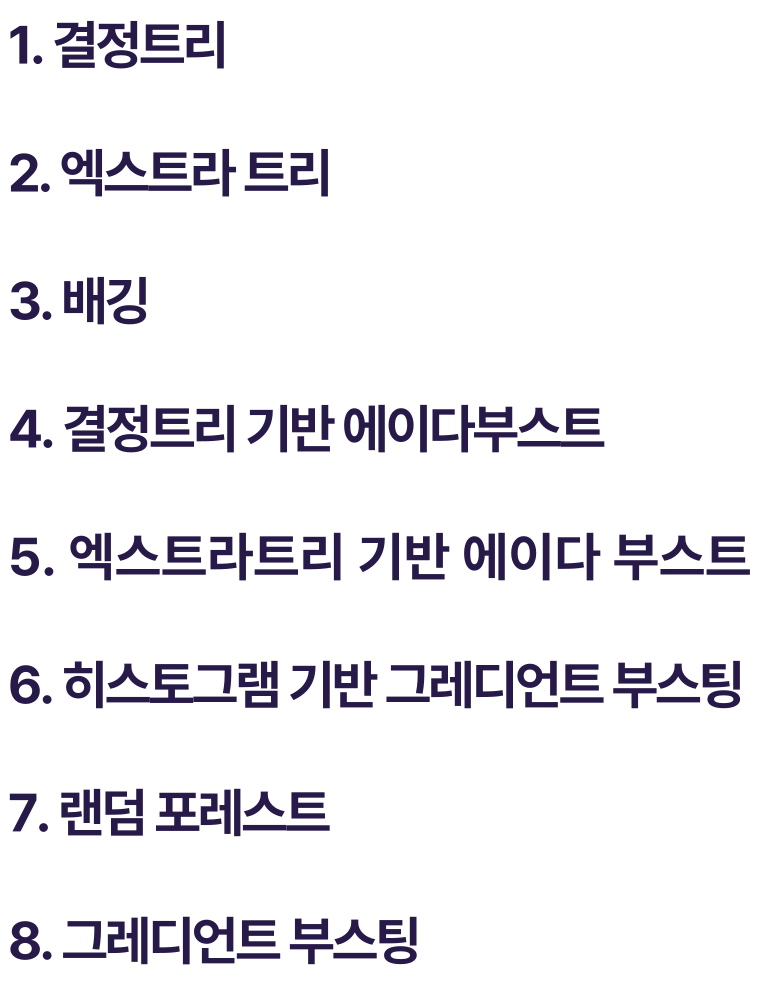 1. 결정트리
2. 엑스트라 트리
3. 배깅
4. 결정트리 기반 에이다부스트
5. 엑스트라트리 기반 에이다 부스트
6. 히스토그램 기반 그레디언트 부스팅
7. 랜덤 포레스트
8. 그레디언트 부스팅